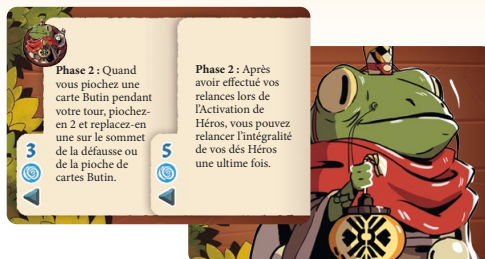 Phase 2 : Quand
vous piochez une
carte Butin pendant
votre tour, piochez-
en 2 et replacez-en
une sur le sommet
de la défausse ou
de la pioche de
cartes Butin.
3
Phase 2 : Après
avoir effectué vos
relances lors de
l'Activation de
Héros, vous pouvez
relancer l'intégralité
de vos dés Héros
une ultime fois.
5